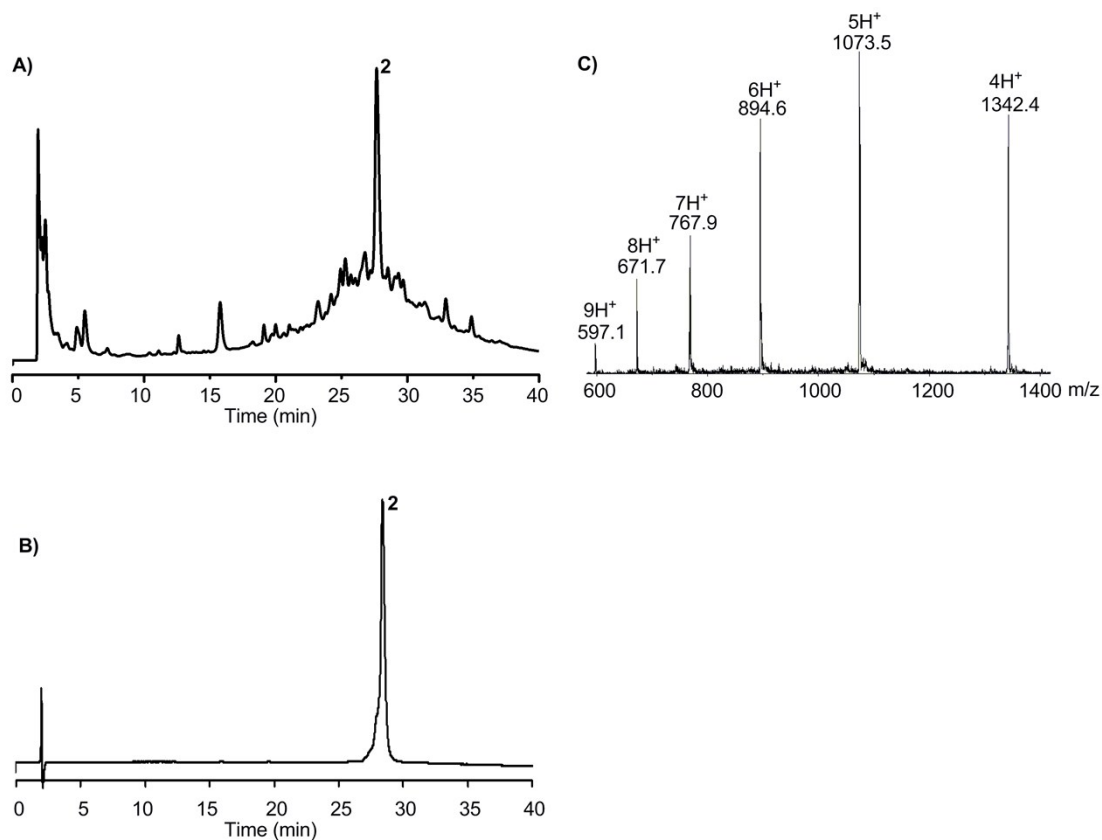 A)
2
0 5 10 15 20 25 30 35 40
Time (min)
B)
2
0 5 10 15 20 25 30 35 40
Time (min)
C)
5H⁺
1073.5
6H⁺
894.6
4H⁺
1342.4
7H⁺
767.9
8H⁺
671.7
9H⁺
597.1
600 800 1000 1200 1400 m/z